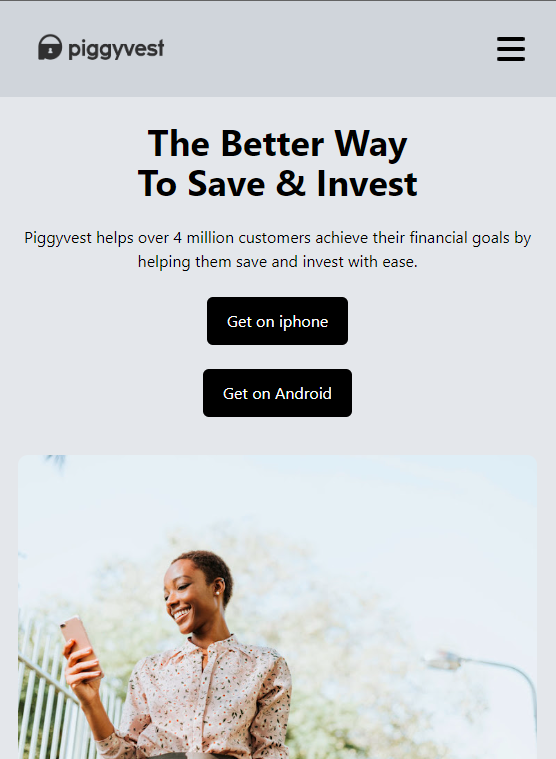 piggyvest
The Better Way
To Save & Invest
Piggyvest helps over 4 million customers achieve their financial goals by
helping them save and invest with ease.
Get on iphone
Get on Android